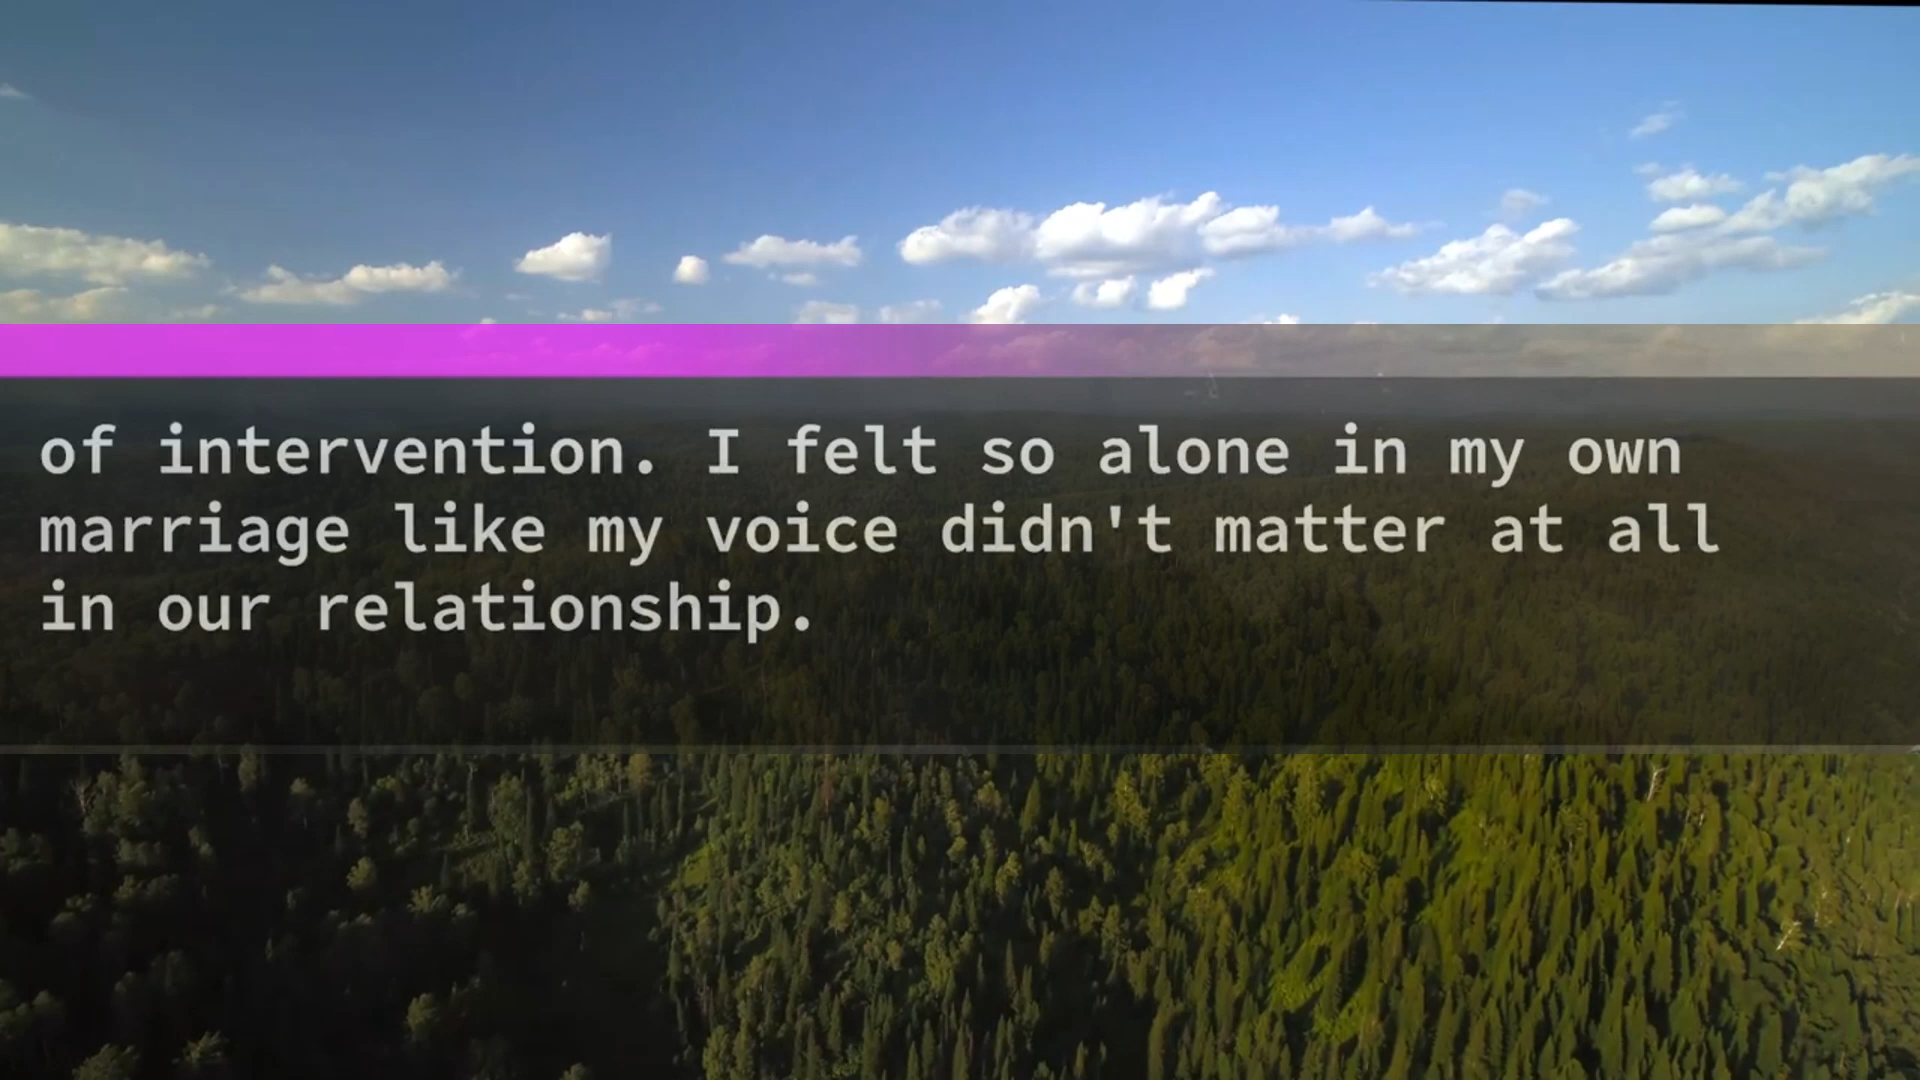 of intervention. I felt so alone in my own
marriage like my voice didn't matter at all
in our relationship.